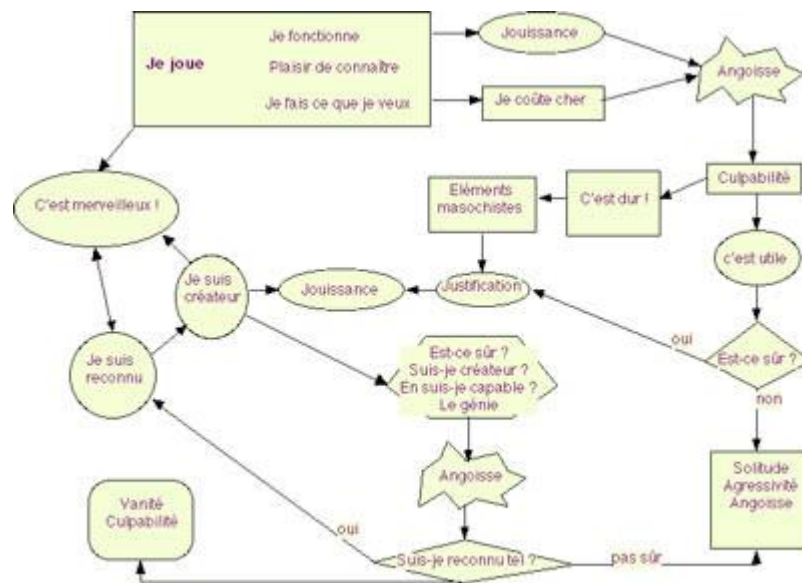 Je fonctionne
Je joue
Plaisir de connaître
Je fais ce que je veux
Jouissance
Je coûte cher
Angoisse
Culpabilité
C'est dur !
Eléments
masochistes
C'est merveilleux !
c'est utile
Je suis
créateur
Jouissance
Justification
oui
Est-ce sûr ?
non
Je suis
reconnu
Est-ce sûr ?
Suis-je créateur ?
En suis-je capable ?
Le génie
Angoisse
Solitude
Agressivité
Angoisse
Vanité
Culpabilité
oui
Suis-je reconnu tel ?
pas sûr